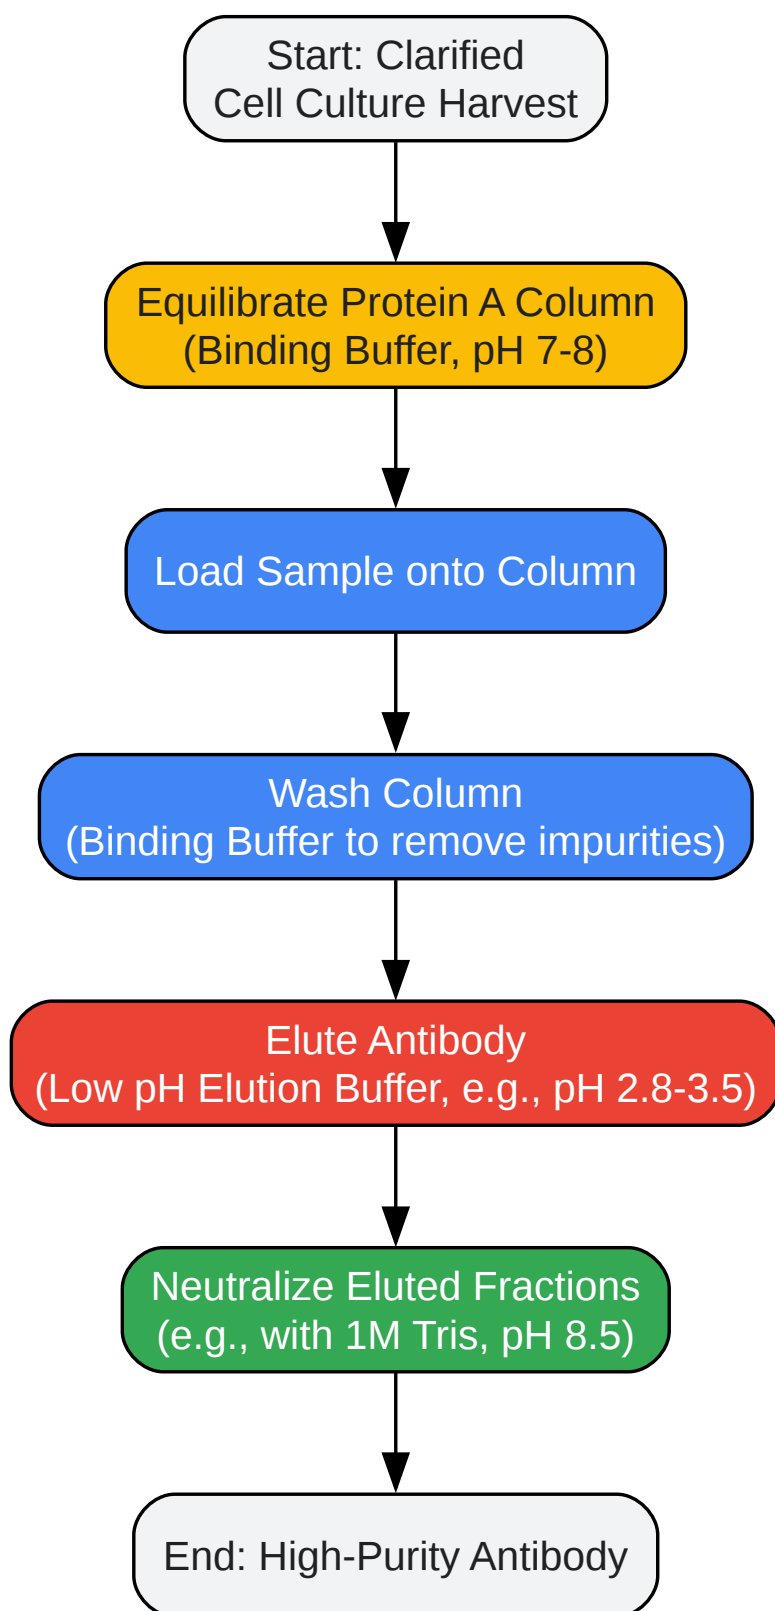 Start: Clarified
Cell Culture Harvest
Equilibrate Protein A Column
(Binding Buffer, pH 7-8)
Load Sample onto Column
Wash Column
(Binding Buffer to remove impurities)
Elute Antibody
(Low pH Elution Buffer, e.g., pH 2.8-3.5)
Neutralize Eluted Fractions
(e.g., with 1M Tris, pH 8.5)
End: High-Purity Antibody